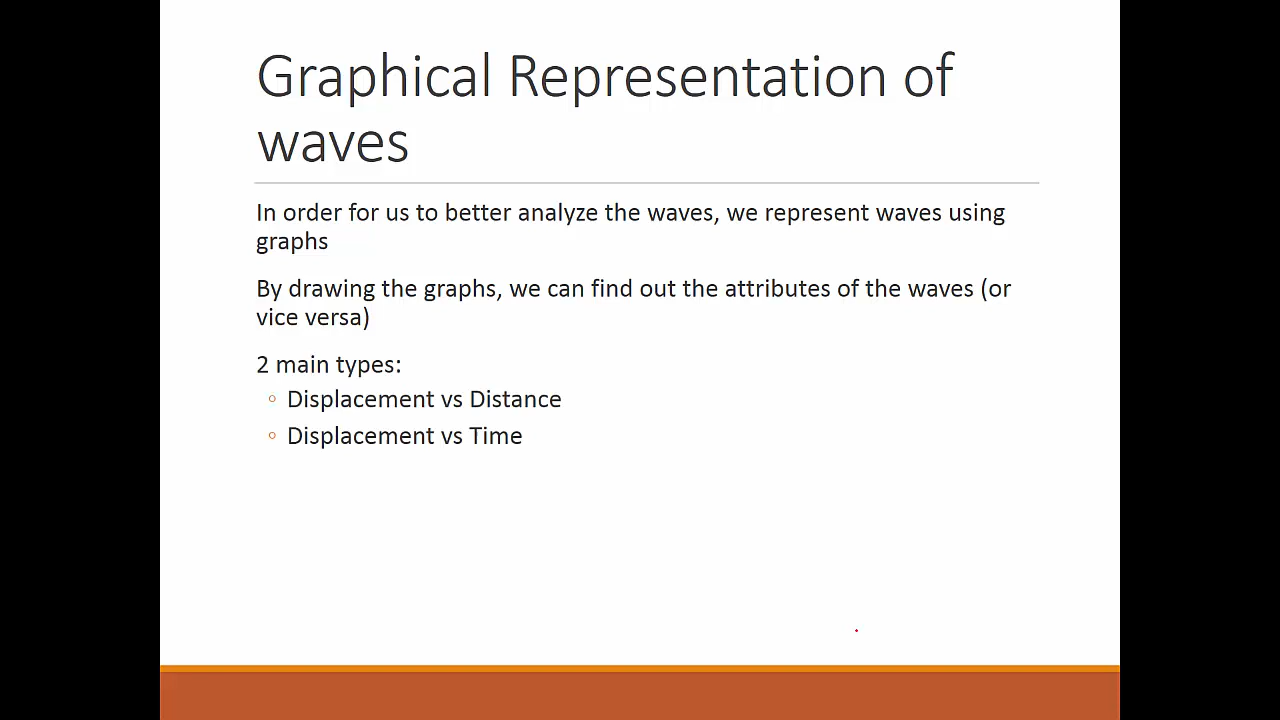 Graphical Representation of
waves
In order for us to better analyze the waves, we represent waves using
graphs
By drawing the graphs, we can find out the attributes of the waves (or
vice versa)
2 main types:
◦ Displacement vs Distance
◦ Displacement vs Time